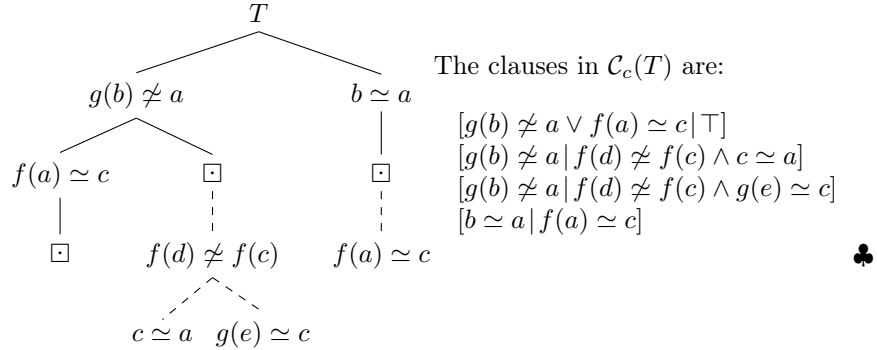 T
The clauses in 𝒞_c(T) are:
g(b) ≄ a b ≃ a
[g(b) ≄ a ∨ f(a) ≃ c | ⊤]
[g(b) ≄ a | f(d) ≄ f(c) ∧ c ≃ a]
f(a) ≃ c ⊡ ⊡
[g(b) ≄ a | f(d) ≄ f(c) ∧ g(e) ≃ c]
[b ≃ a | f(a) ≃ c]
⊡ f(d) ≄ f(c) f(a) ≃ c ♣
c ≃ a g(e) ≃ c